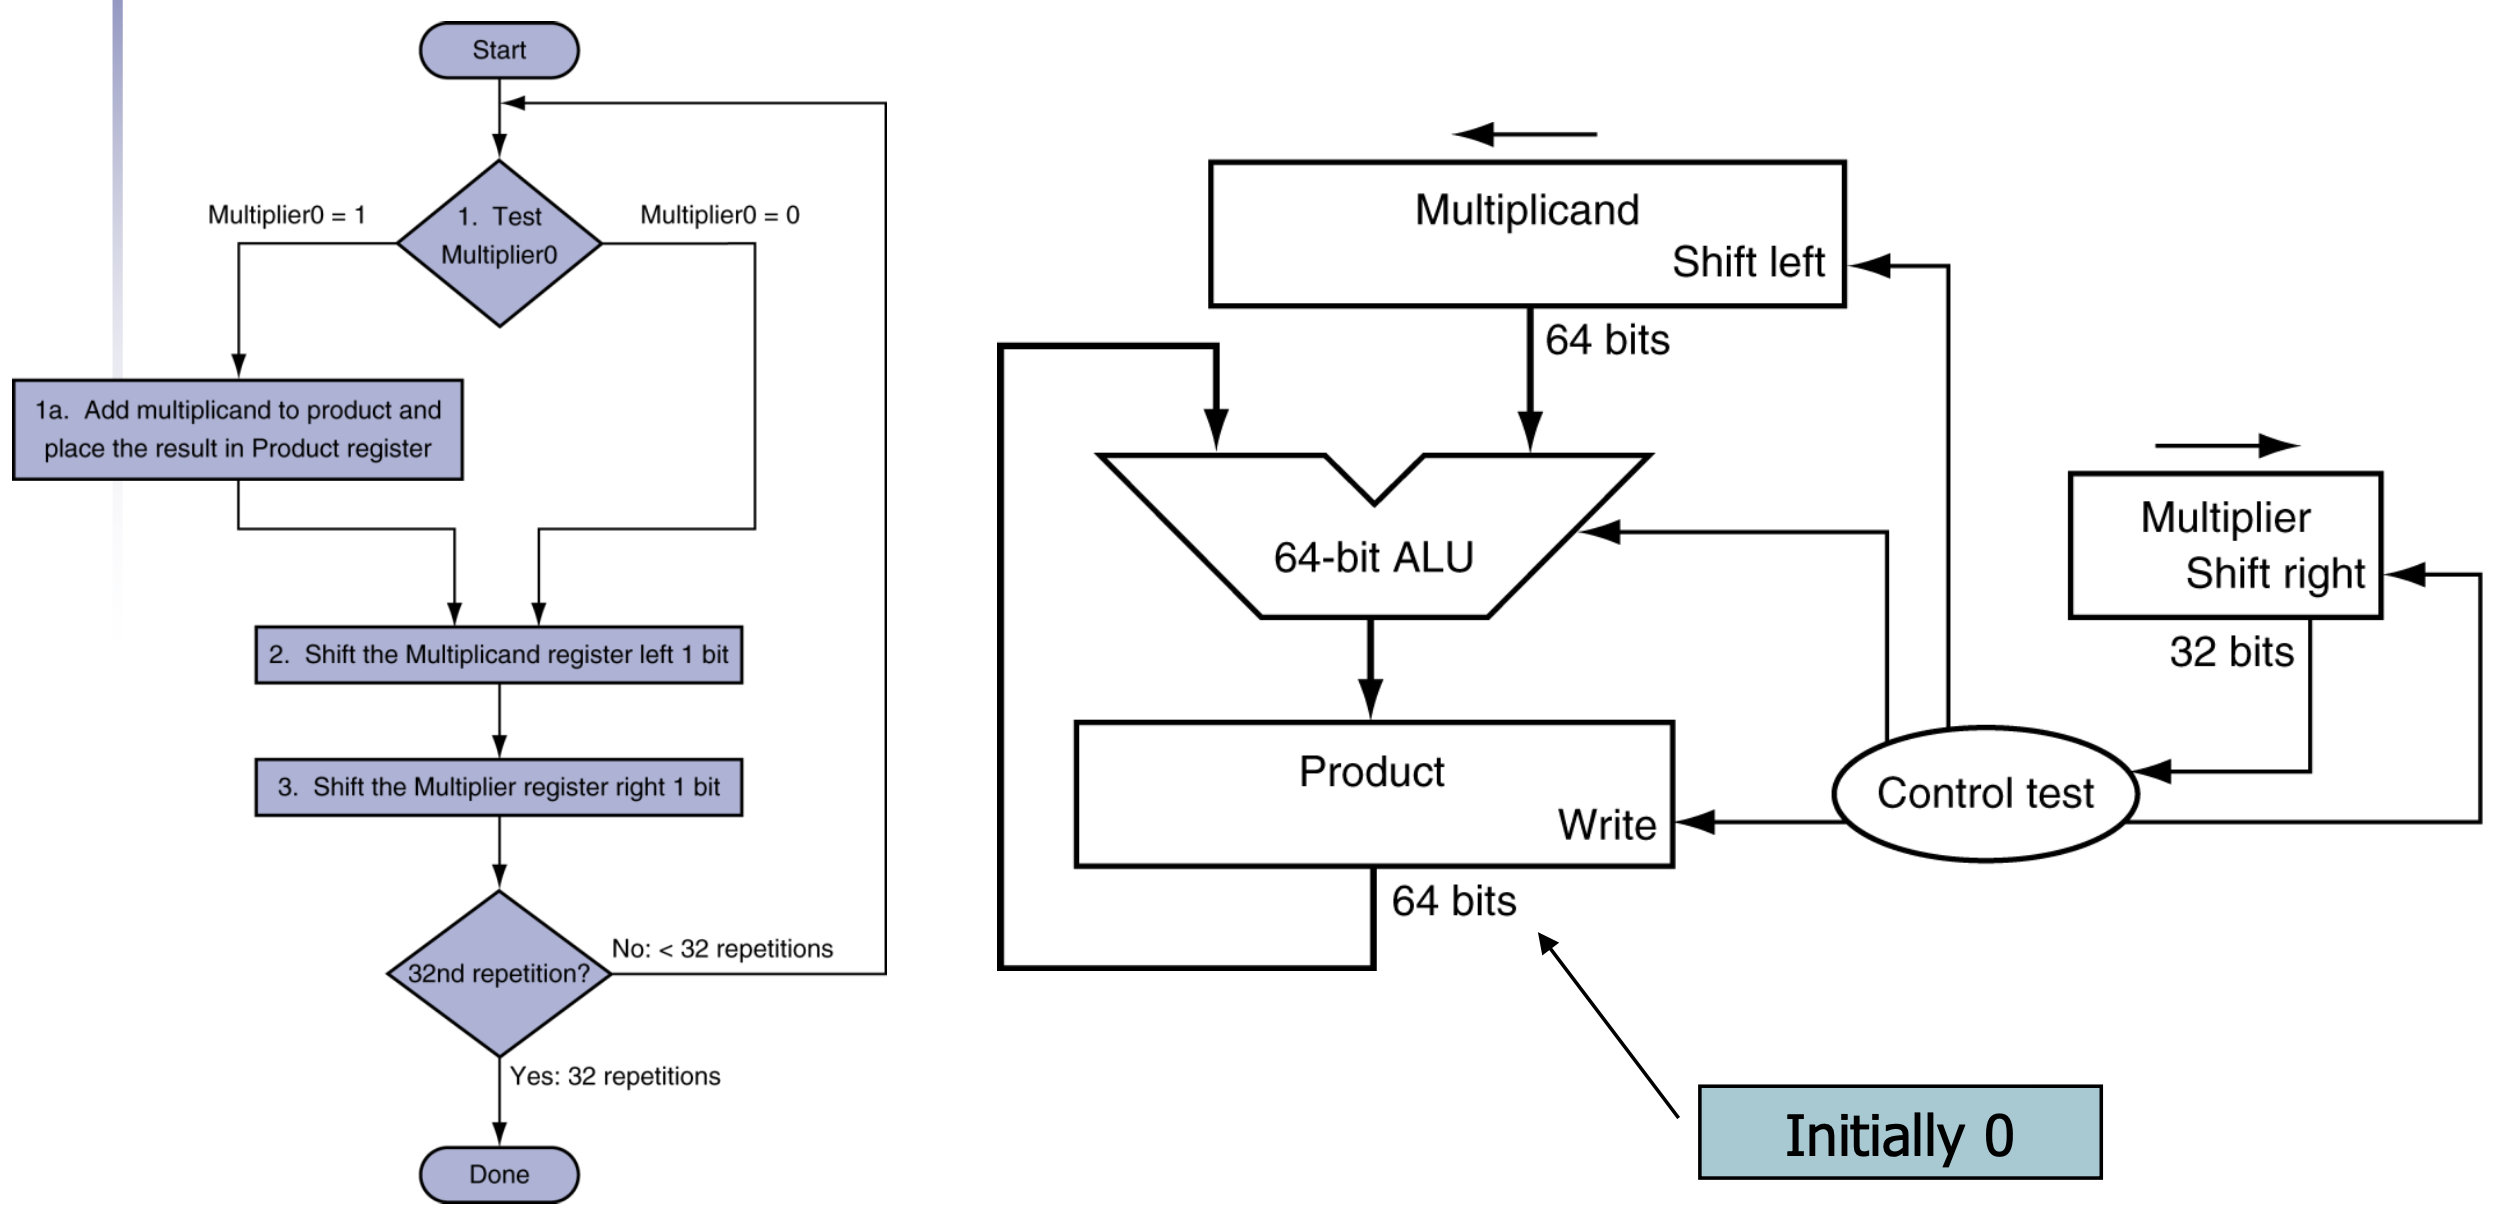 Start
Multiplier0 = 1
1. Test
Multiplier0
Multiplier0 = 0
1a. Add multiplicand to product and
place the result in Product register
2. Shift the Multiplicand register left 1 bit
3. Shift the Multiplier register right 1 bit
32nd repetition?
No: < 32 repetitions
Yes: 32 repetitions
Done
Multiplicand
Shift left
64 bits
64-bit ALU
Multiplier
Shift right
32 bits
Product
Write
Control test
64 bits
Initially 0